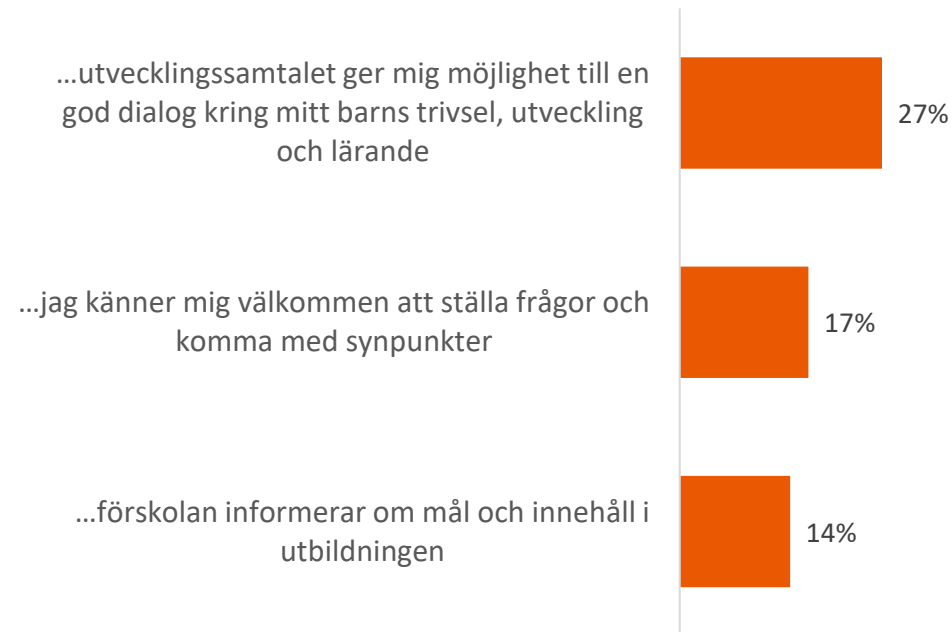 …utvecklingssamtalet ger mig möjlighet till en
god dialog kring mitt barns trivsel, utveckling
och lärande
27%
…jag känner mig välkommen att ställa frågor och
komma med synpunkter
17%
…förskolan informerar om mål och innehåll i
utbildningen
14%